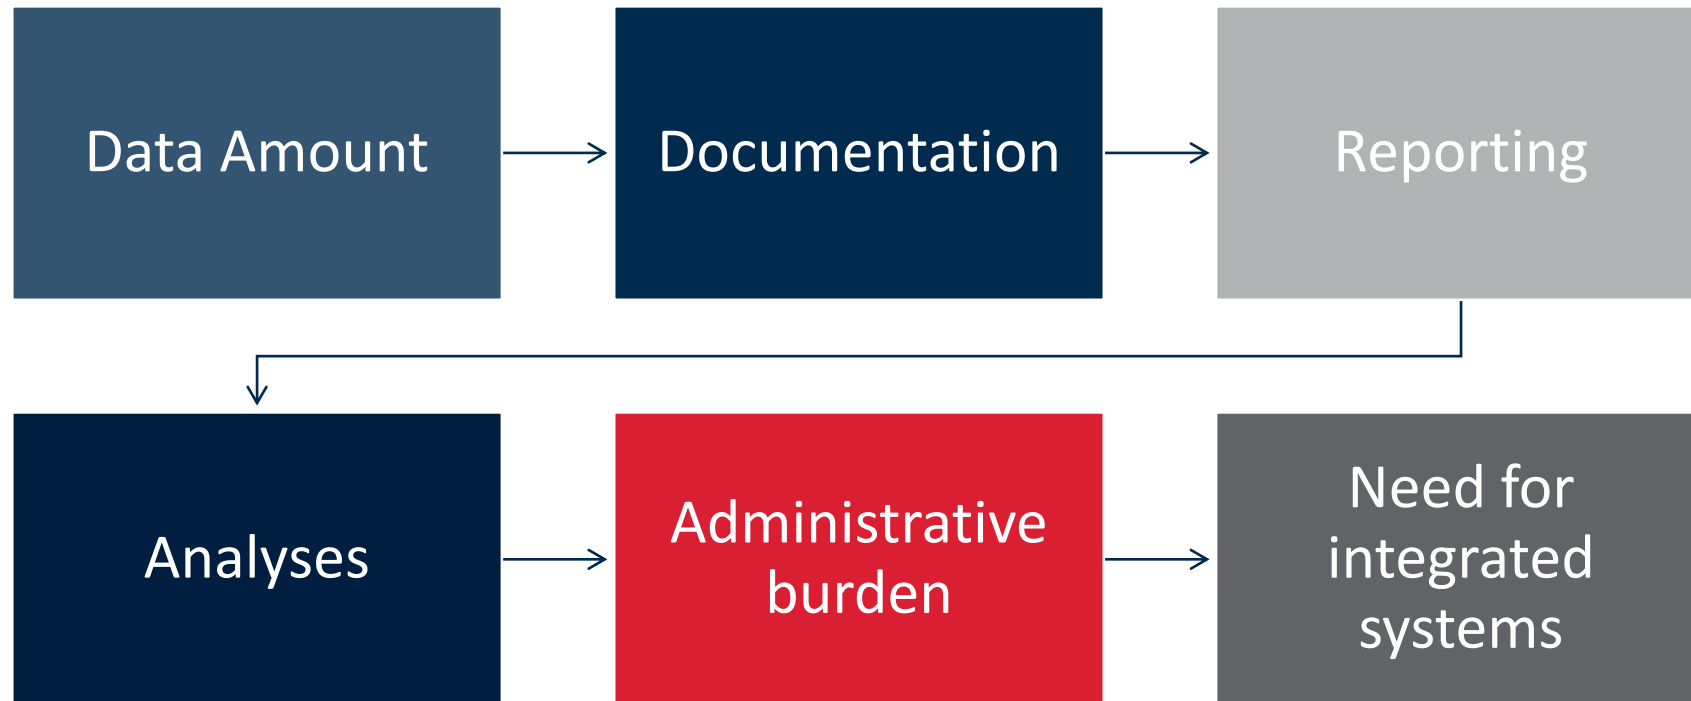 Data Amount
Documentation
Reporting
Analyses
Administrative
burden
Need for
integrated
systems